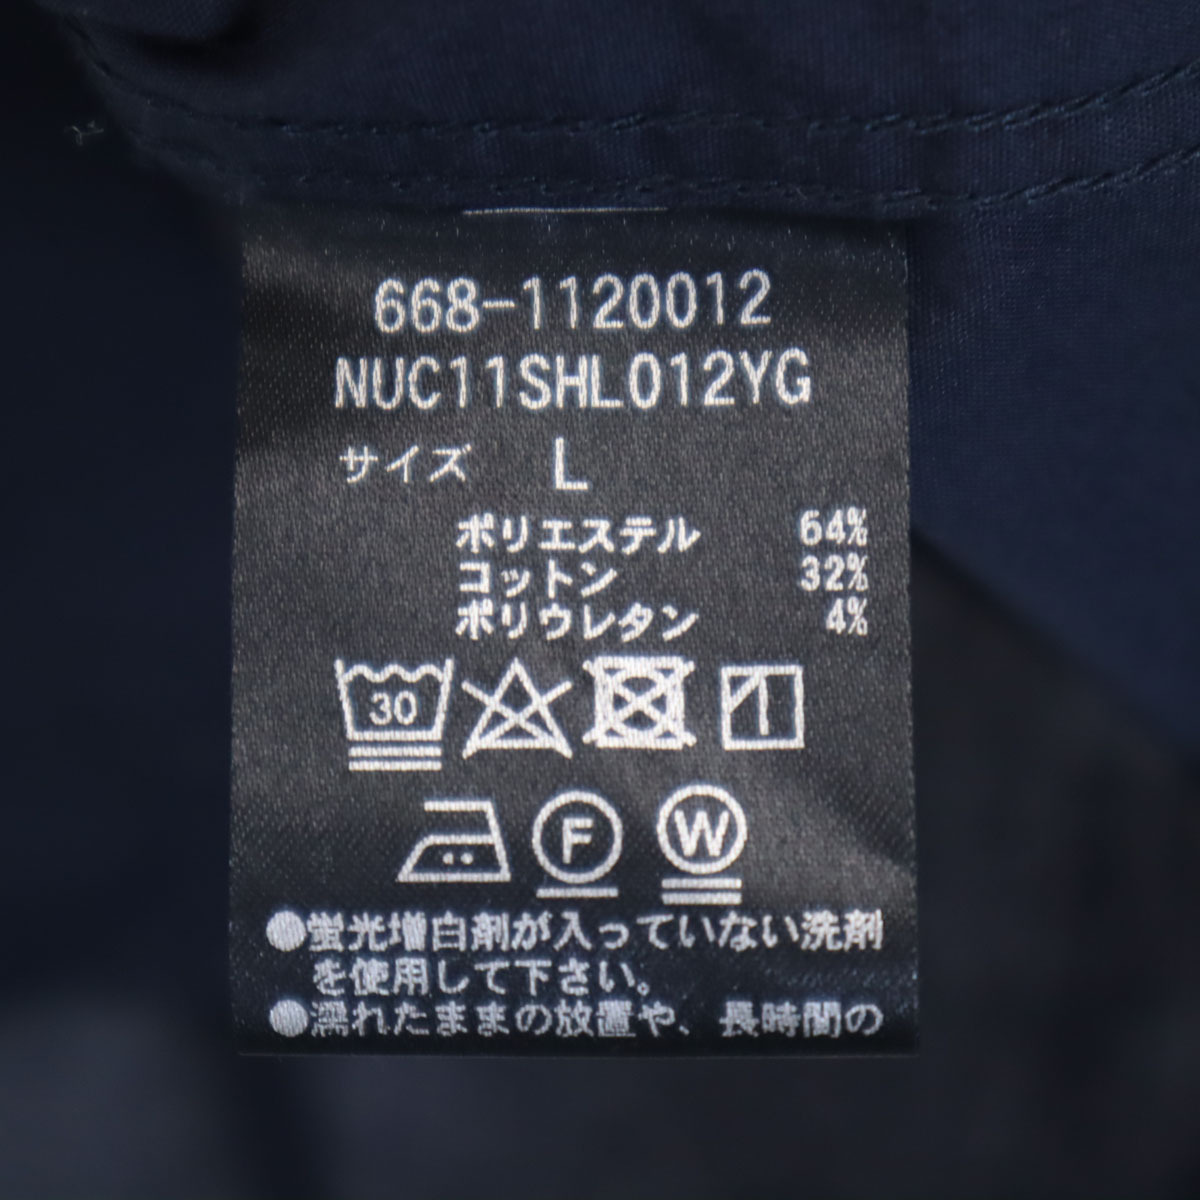 668-1120012
NUC11SHL012YG
サイズ L
ポリエステル 64%
コットン 32%
ポリウレタン 4%
30
F W
●蛍光増白剤が入っていない洗剤
を使用して下さい。
●濡れたままの放置や、長時間の